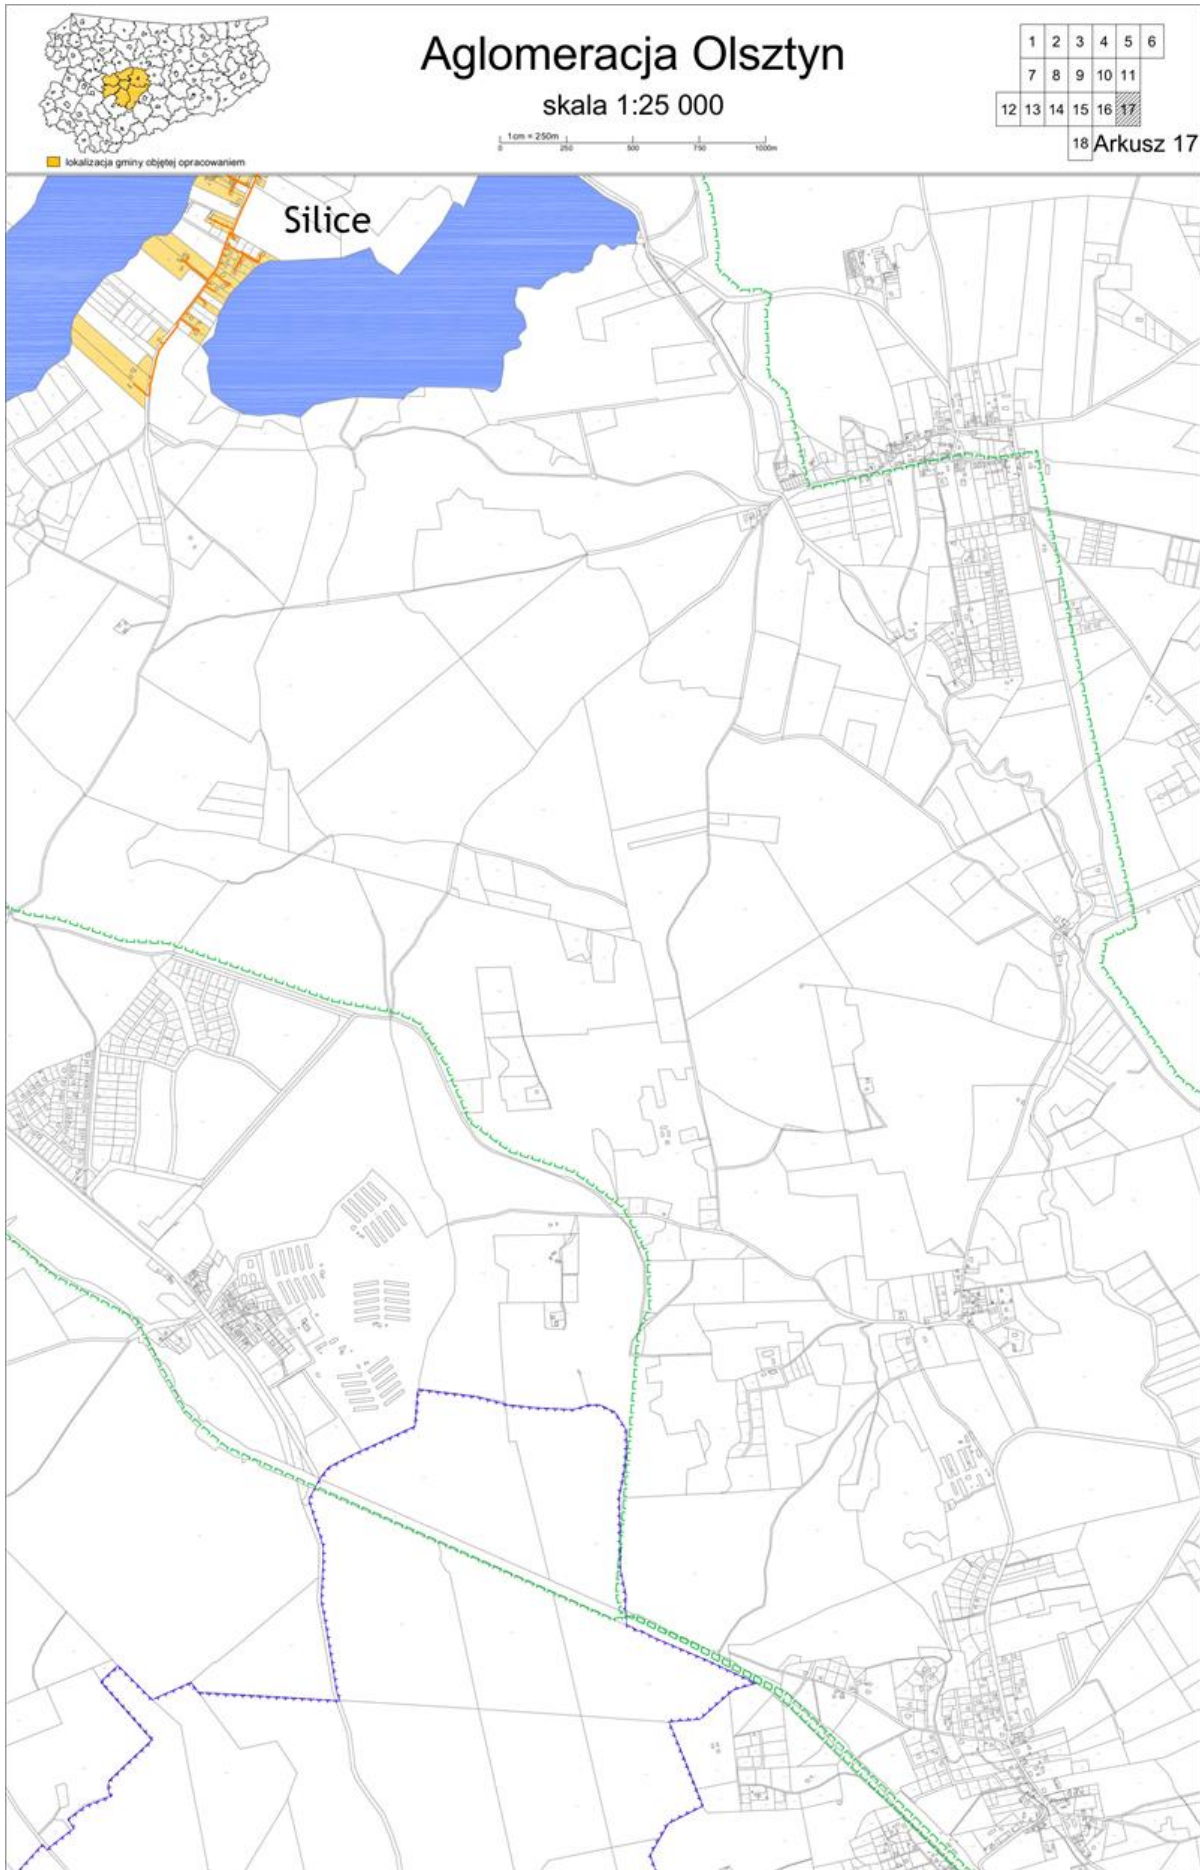 Aglomeracja Olsztyn
skala 1:25 000
1cm = 250m
0 250 500 750 1000m
lokalizacja gminy objętej opracowaniem
1 2 3 4 5 6
7 8 9 10 11
12 13 14 15 16 17
18 Arkusz 17
Silice